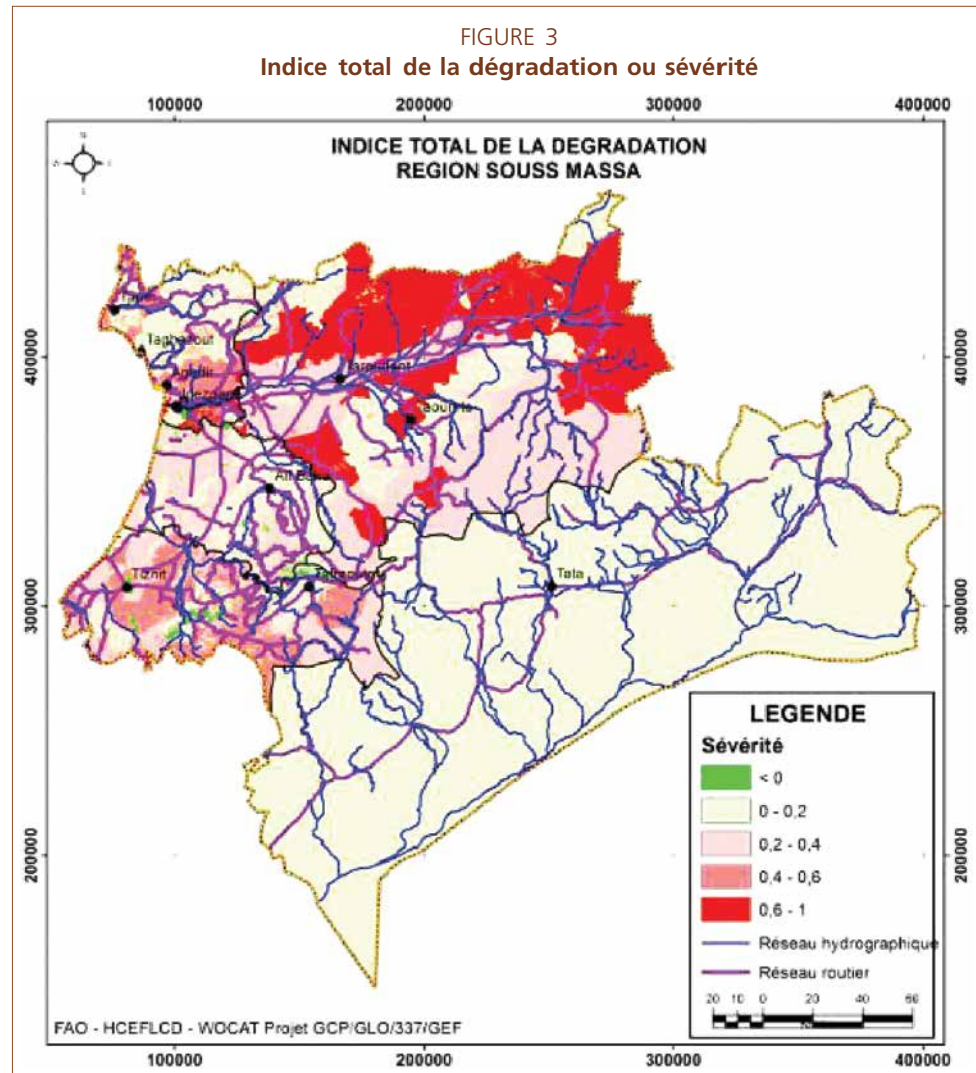 FIGURE 3
Indice total de la dégradation ou sévérité
100000 200000 300000 400000
INDICE TOTAL DE LA DEGRADATION
REGION SOUSS MASSA
N
400000
400000
Taghazout
Agadir
Tata
Tiznit
300000
300000
200000
200000
LEGENDE
Sévérité
< 0
0 - 0,2
0,2 - 0,4
0,4 - 0,6
0,6 - 1
Réseau hydrographique
Réseau routier
20 10 0 20 40 60
FAO - HCEFLCD - WOCAT Projet GCP/GLO/337/GEF
100000 200000 300000 400000